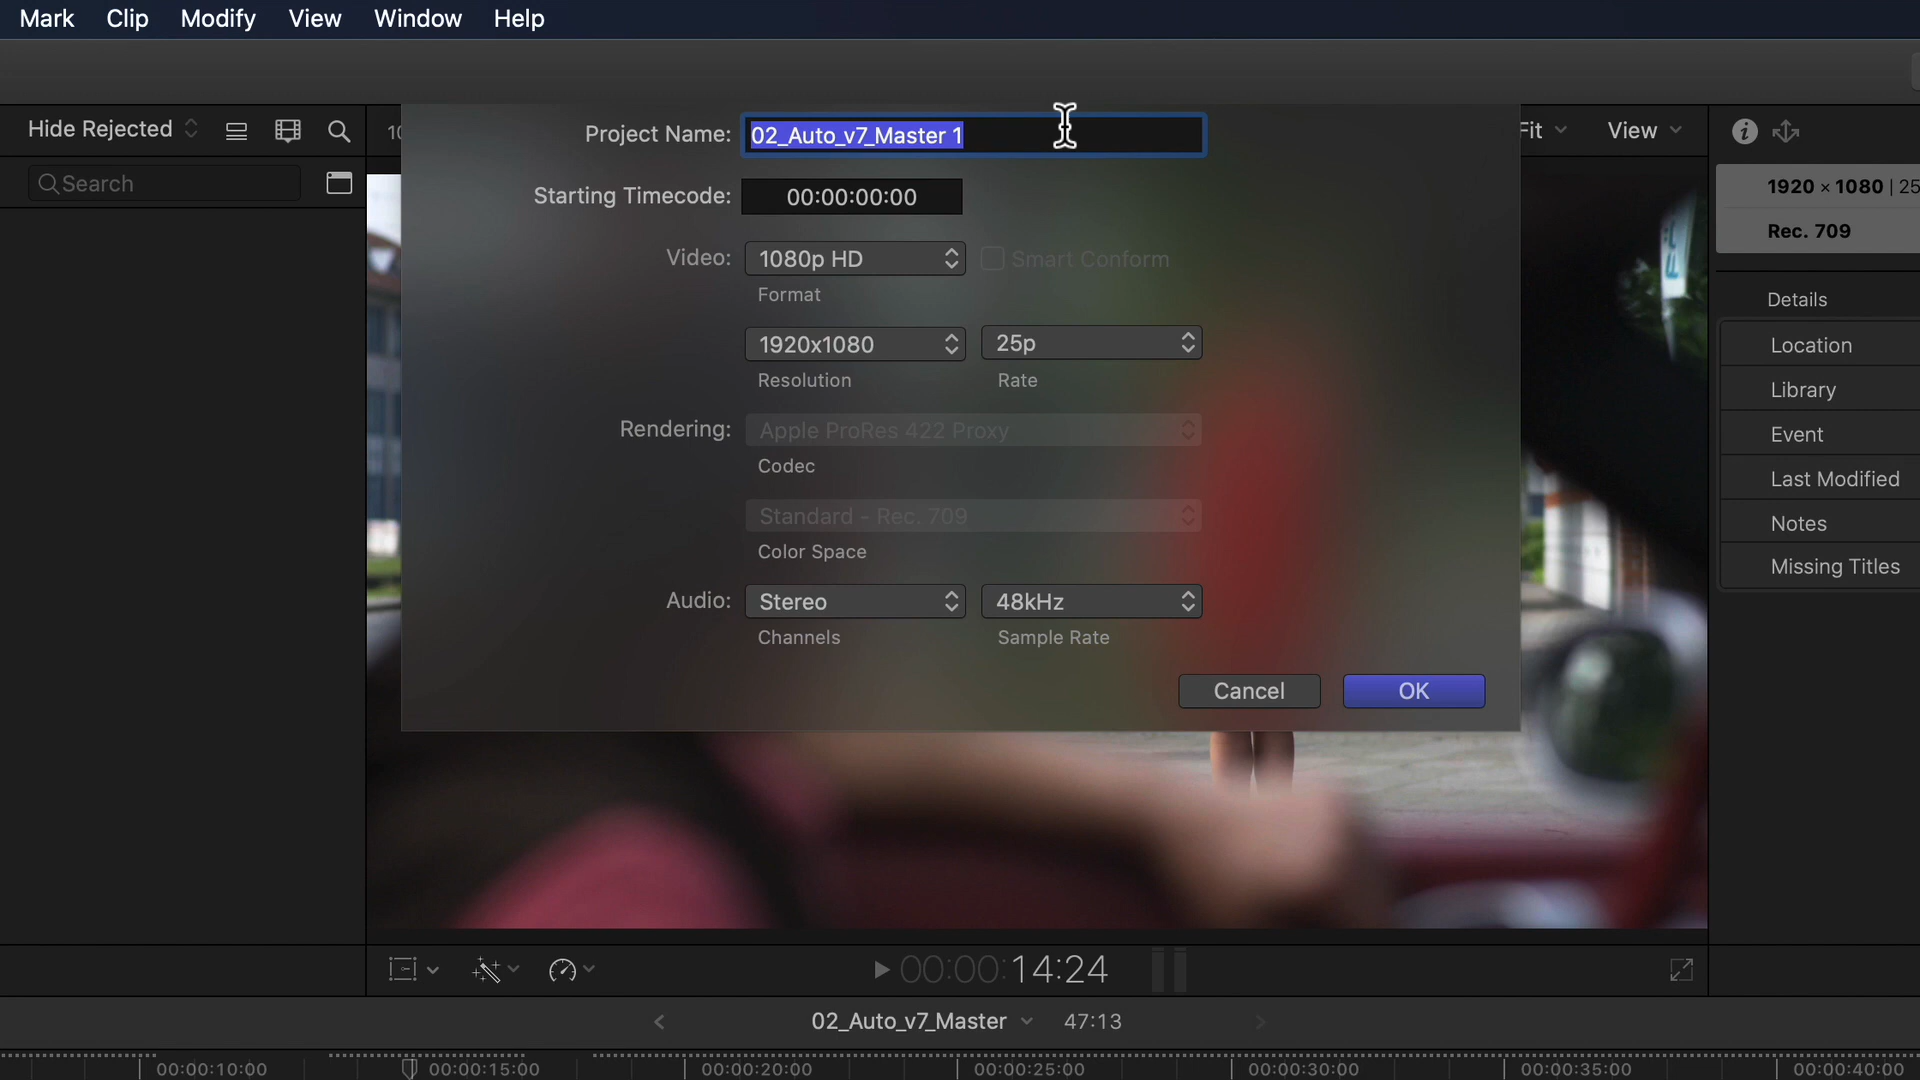 Mark Clip Modify View Window Help
Hide Rejected
Search
Project Name: 02_Auto_v7_Master 1
Starting Timecode: 00:00:00:00
Video: 1080p HD Smart Conform
Format
1920x1080 25p
Resolution Rate
Rendering: Apple ProRes 422 Proxy
Codec
Standard - Rec. 709
Color Space
Audio: Stereo 48kHz
Channels Sample Rate
Cancel OK
Fit View
1920 × 1080 | 25
Rec. 709
Details
Location
Library
Event
Last Modified
Notes
Missing Titles
00:00:14:24
02_Auto_v7_Master 47:13
00:00:10:00 00:00:15:00 00:00:20:00 00:00:25:00 00:00:30:00 00:00:35:00 00:00:40:00